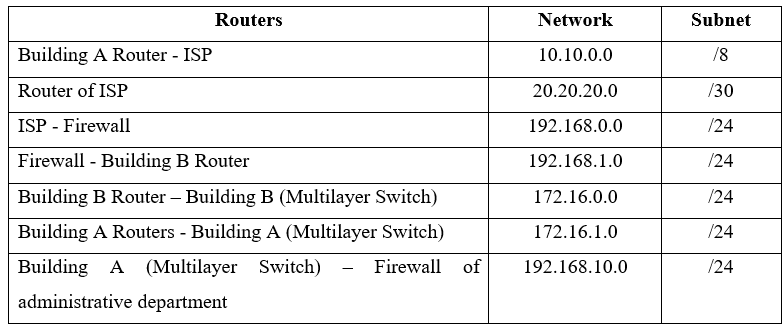 Routers Network Subnet
Building A Router - ISP 10.10.0.0 /8
Router of ISP 20.20.20.0 /30
ISP - Firewall 192.168.0.0 /24
Firewall - Building B Router 192.168.1.0 /24
Building B Router – Building B (Multilayer Switch) 172.16.0.0 /24
Building A Routers - Building A (Multilayer Switch) 172.16.1.0 /24
Building A (Multilayer Switch) – Firewall of 192.168.10.0 /24
administrative department